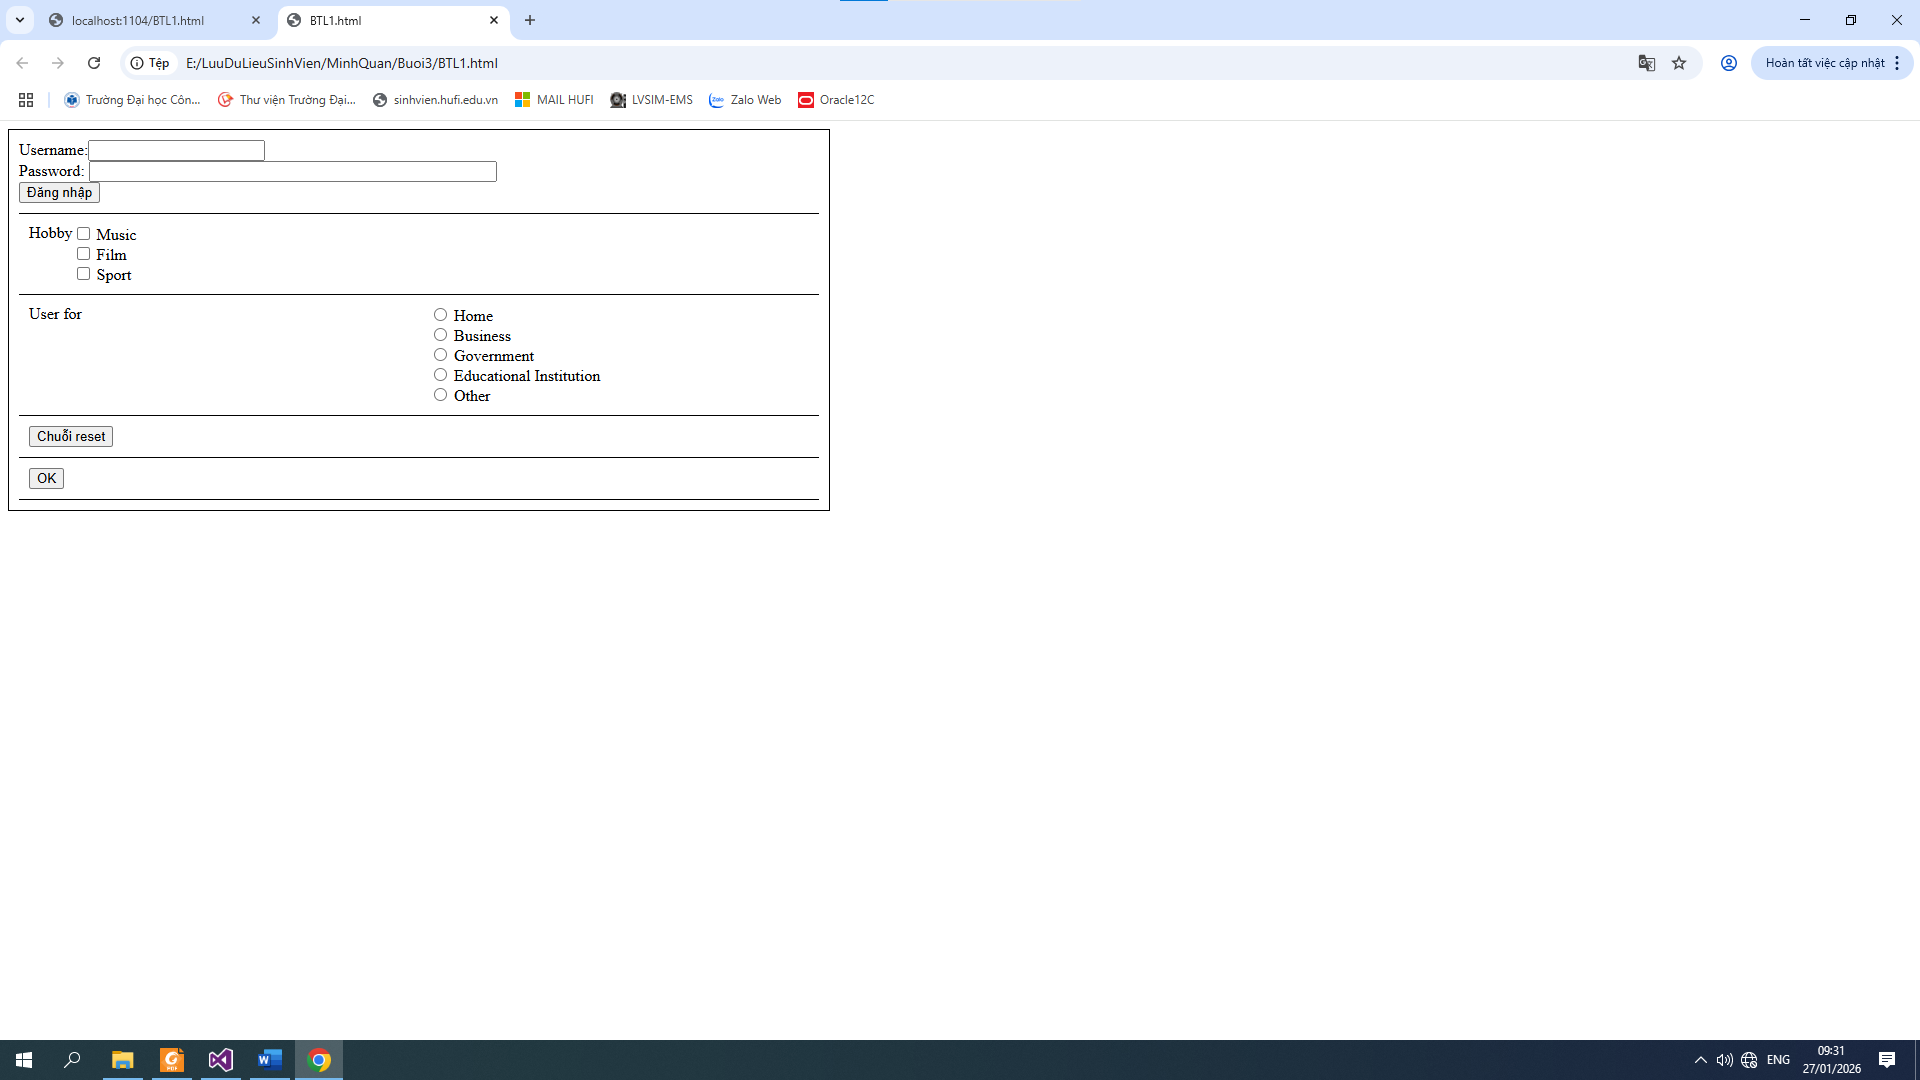 localhost:1104/BTL1.html
BTL1.html
Tệp
E:/LuuDuLieuSinhVien/MinhQuan/Buoi3/BTL1.html
Hoàn tất việc cập nhật
Trường Đại học Côn...
Thư viện Trường Đại...
sinhvien.hufi.edu.vn
MAIL HUFI
LVSIM-EMS
Zalo
Zalo Web
Oracle12C
Username:
Password:
Đăng nhập
Hobby
Music
Film
Sport
User for
Home
Business
Government
Educational Institution
Other
Chuỗi reset
OK
PDF
W
ENG
09:31
27/01/2026